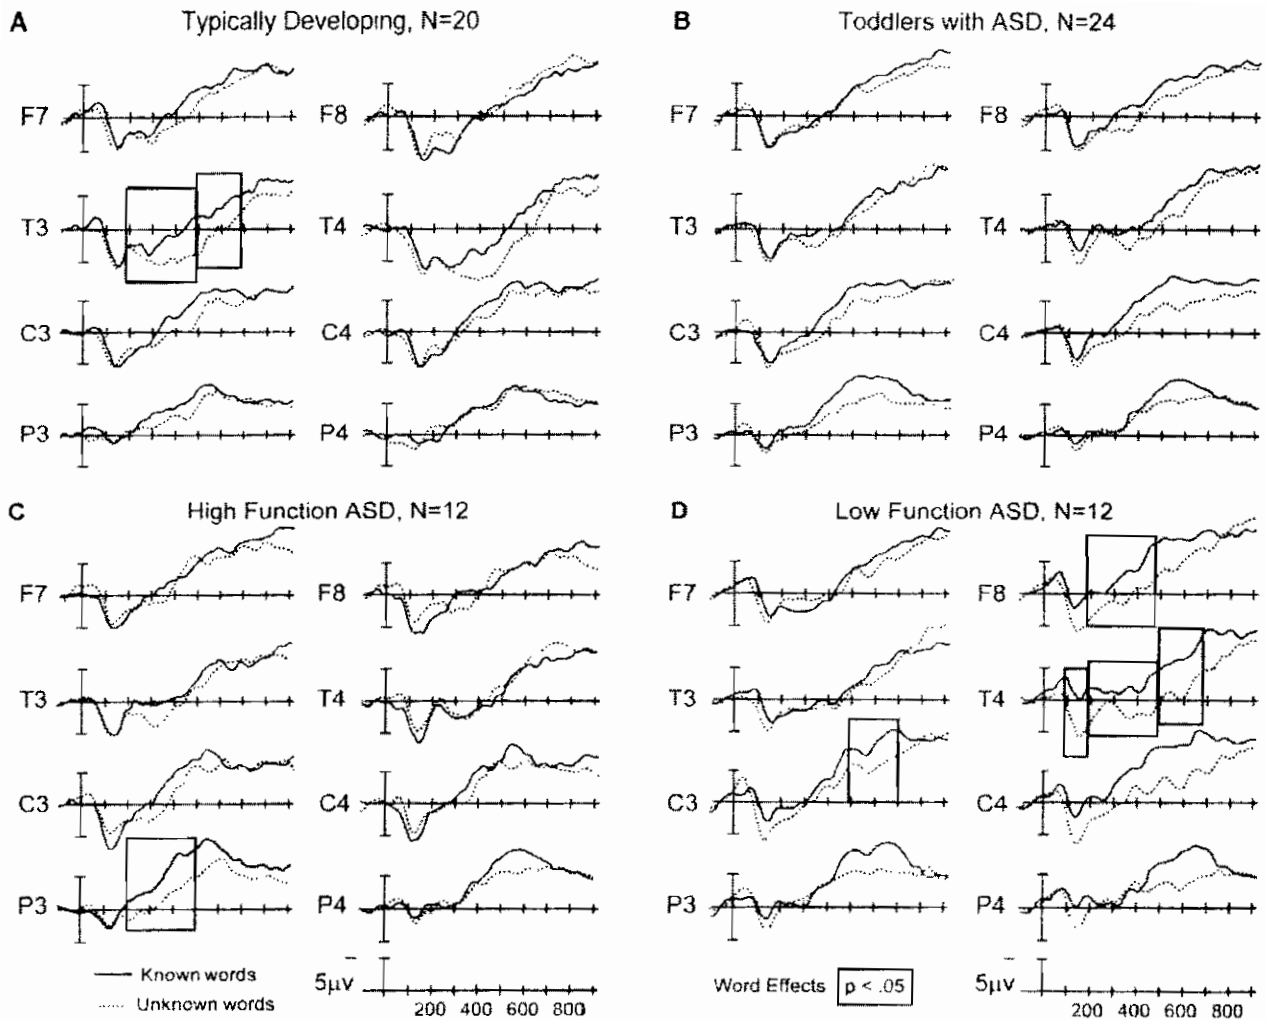 A Typically Developing, N=20
B Toddlers with ASD, N=24
F7 F8 F7 F8
T3 T4 T3 T4
C3 C4 C3 C4
P3 P4 P3 P4
C High Function ASD, N=12
D Low Function ASD, N=12
F7 F8 F7 F8
T3 T4 T3 T4
C3 C4 C3 C4
P3 P4 P3 P4
Known words
Unknown words
5μv
200 400 600 800
Word Effects p < .05
5μv
200 400 600 800